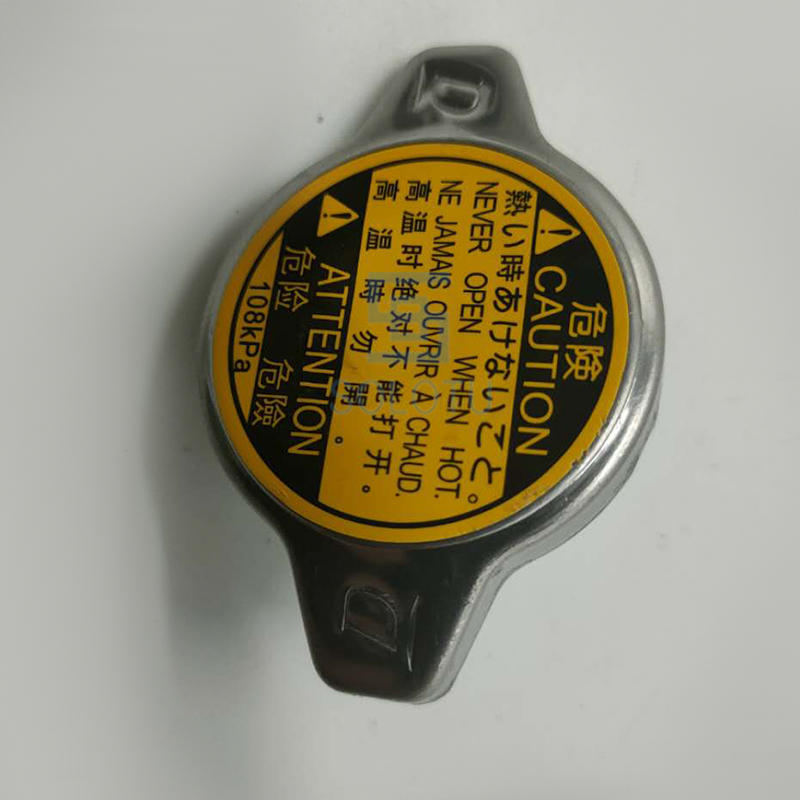 D
危険
⚠ CAUTION
熱い時あけないこと。
NEVER OPEN WHEN HOT.
NE JAMAIS OUVRIR À CHAUD.
高温时绝对不能打开。
高温時勿開。
⚠ ATTENTION
危险 危險
108kPa
D